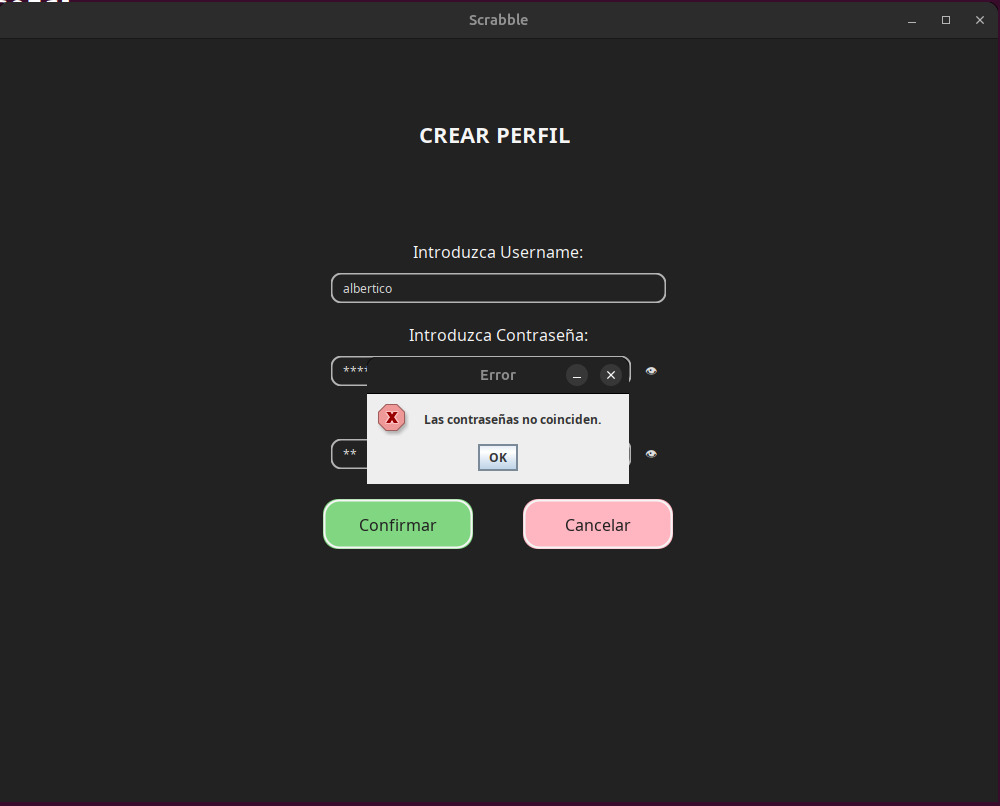 Scrabble
CREAR PERFIL
Introduzca Username:
albertico
Introduzca Contraseña:
****
Error
Las contraseñas no coinciden.
OK
**
Confirmar
Cancelar